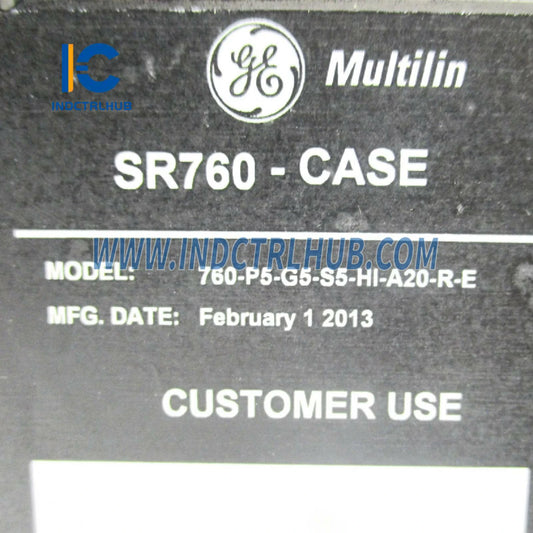 INDCTRLHUB
GE Multilin
SR760 - CASE
WWW.INDCTRLHUB.COM
MODEL: 760-P5-G5-S5-HI-A20-R-E
MFG. DATE: February 1 2013
CUSTOMER USE